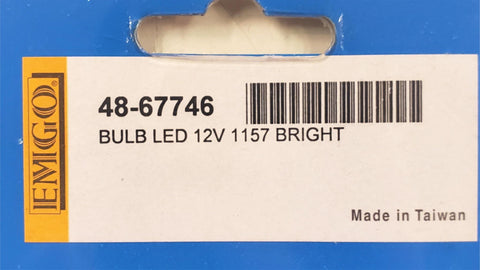 EMGO
48-67746
BULB LED 12V 1157 BRIGHT
Made in Taiwan